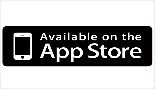 Available on the
App Store